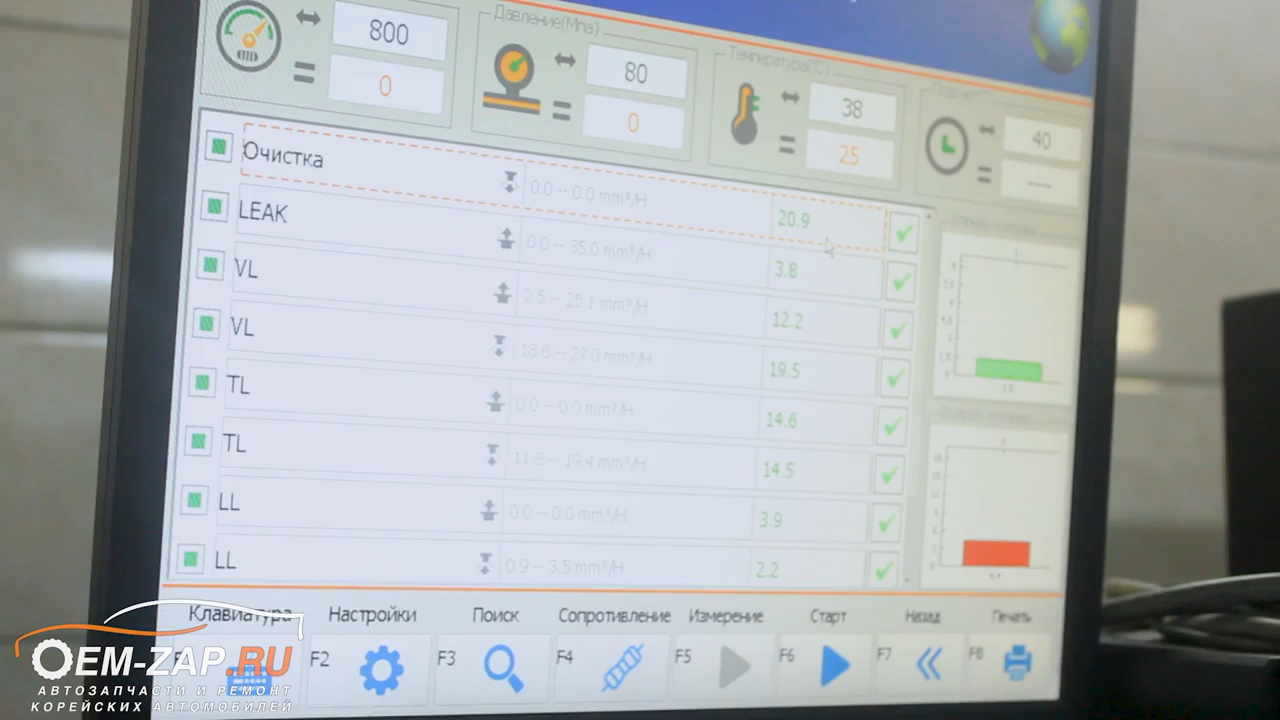 800
0
Давление(Мпа)
80
0
Температура(°C)
38
25
40
----
Очистка 0.0 -- 0.0 mm³/H 20.9
LEAK 0.0 -- 35.0 mm³/H 3.8
VL 2.5 -- 25.1 mm³/H 12.2
VL 18.6 -- 27.0 mm³/H 19.5
TL 0.0 -- 0.0 mm³/H 14.6
TL 11.8 -- 19.4 mm³/H 14.5
LL 0.0 -- 0.0 mm³/H 3.9
LL 0.9 -- 3.5 mm³/H 2.2
Клавиатура Настройки Поиск Сопротивление Измерение Старт Назад Печать
F2 F3 F4 F5 F6 F7 F8
OEM-ZAP.RU
АВТОЗАПЧАСТИ И РЕМОНТ
КОРЕЙСКИХ АВТОМОБИЛЕЙ